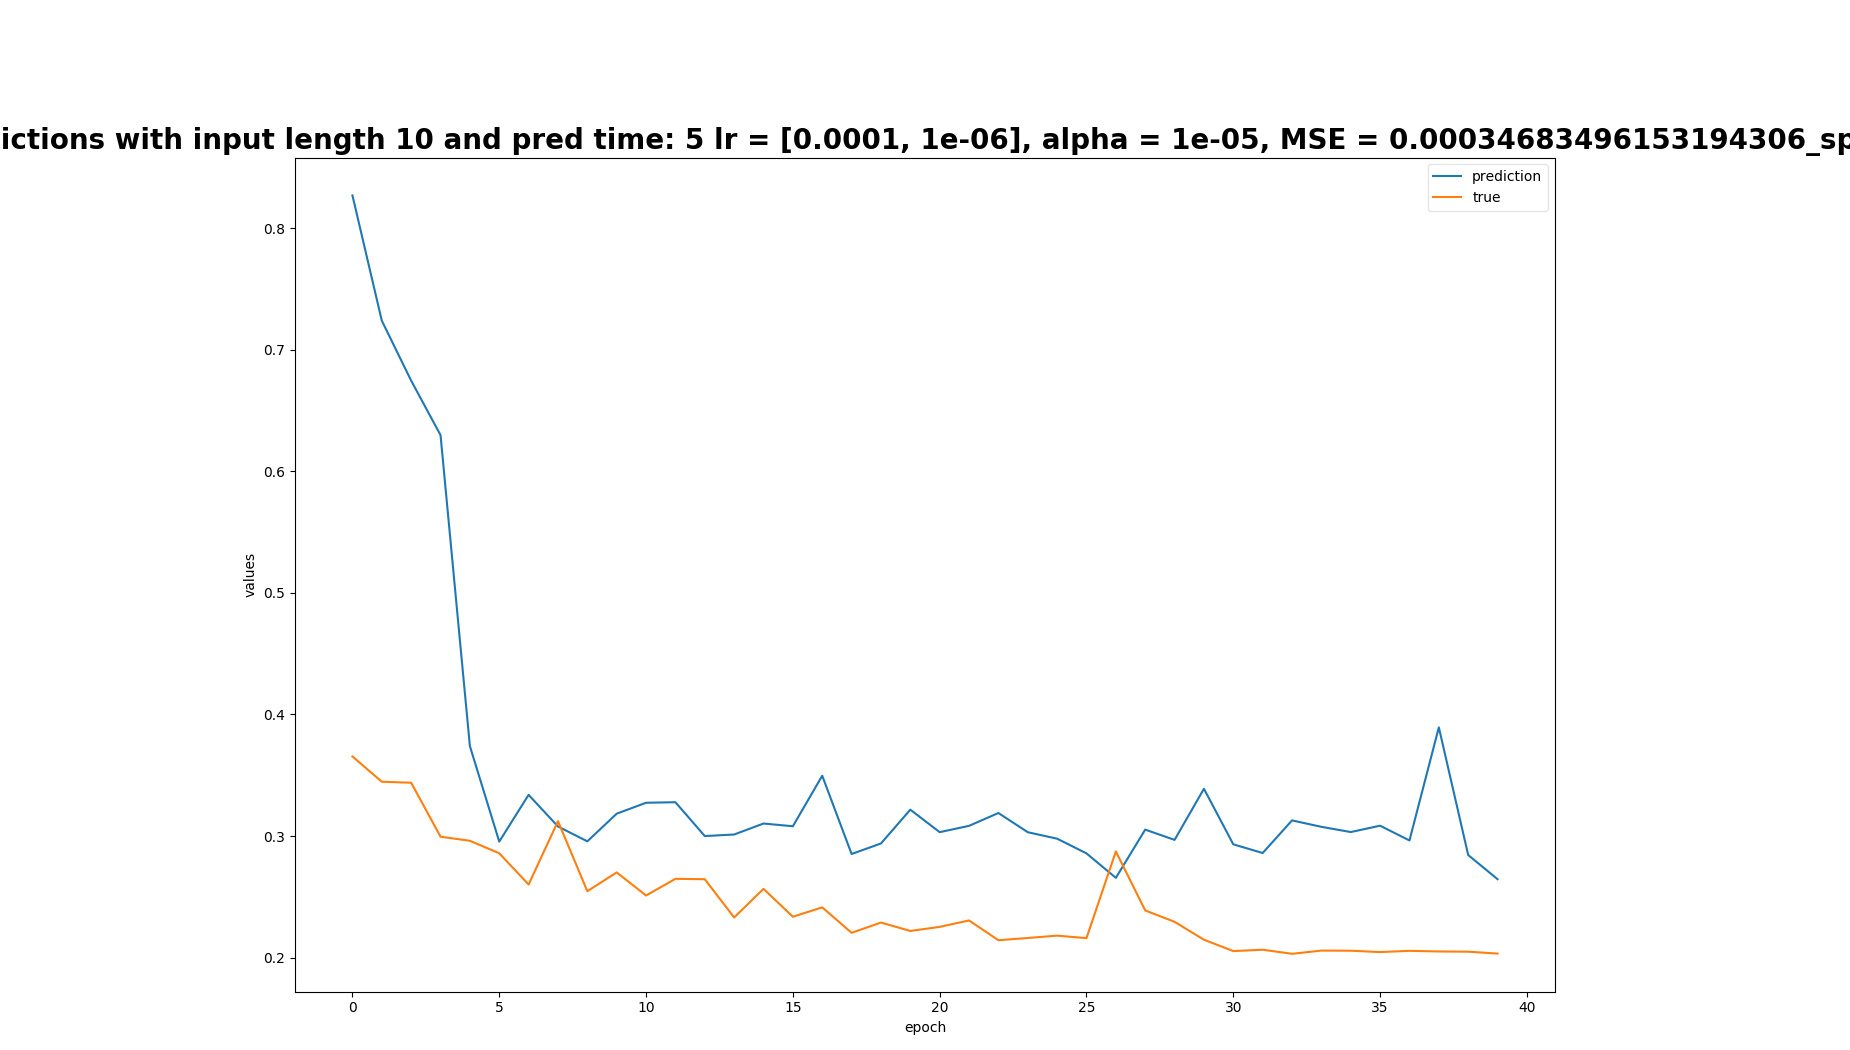 ictions with input length 10 and pred time: 5 lr = [0.0001, 1e-06], alpha = 1e-05, MSE = 0.00034683496153194306_sp
prediction
true
0.8
0.7
0.6
0.5
0.4
0.3
0.2
values
0 5 10 15 20 25 30 35 40
epoch